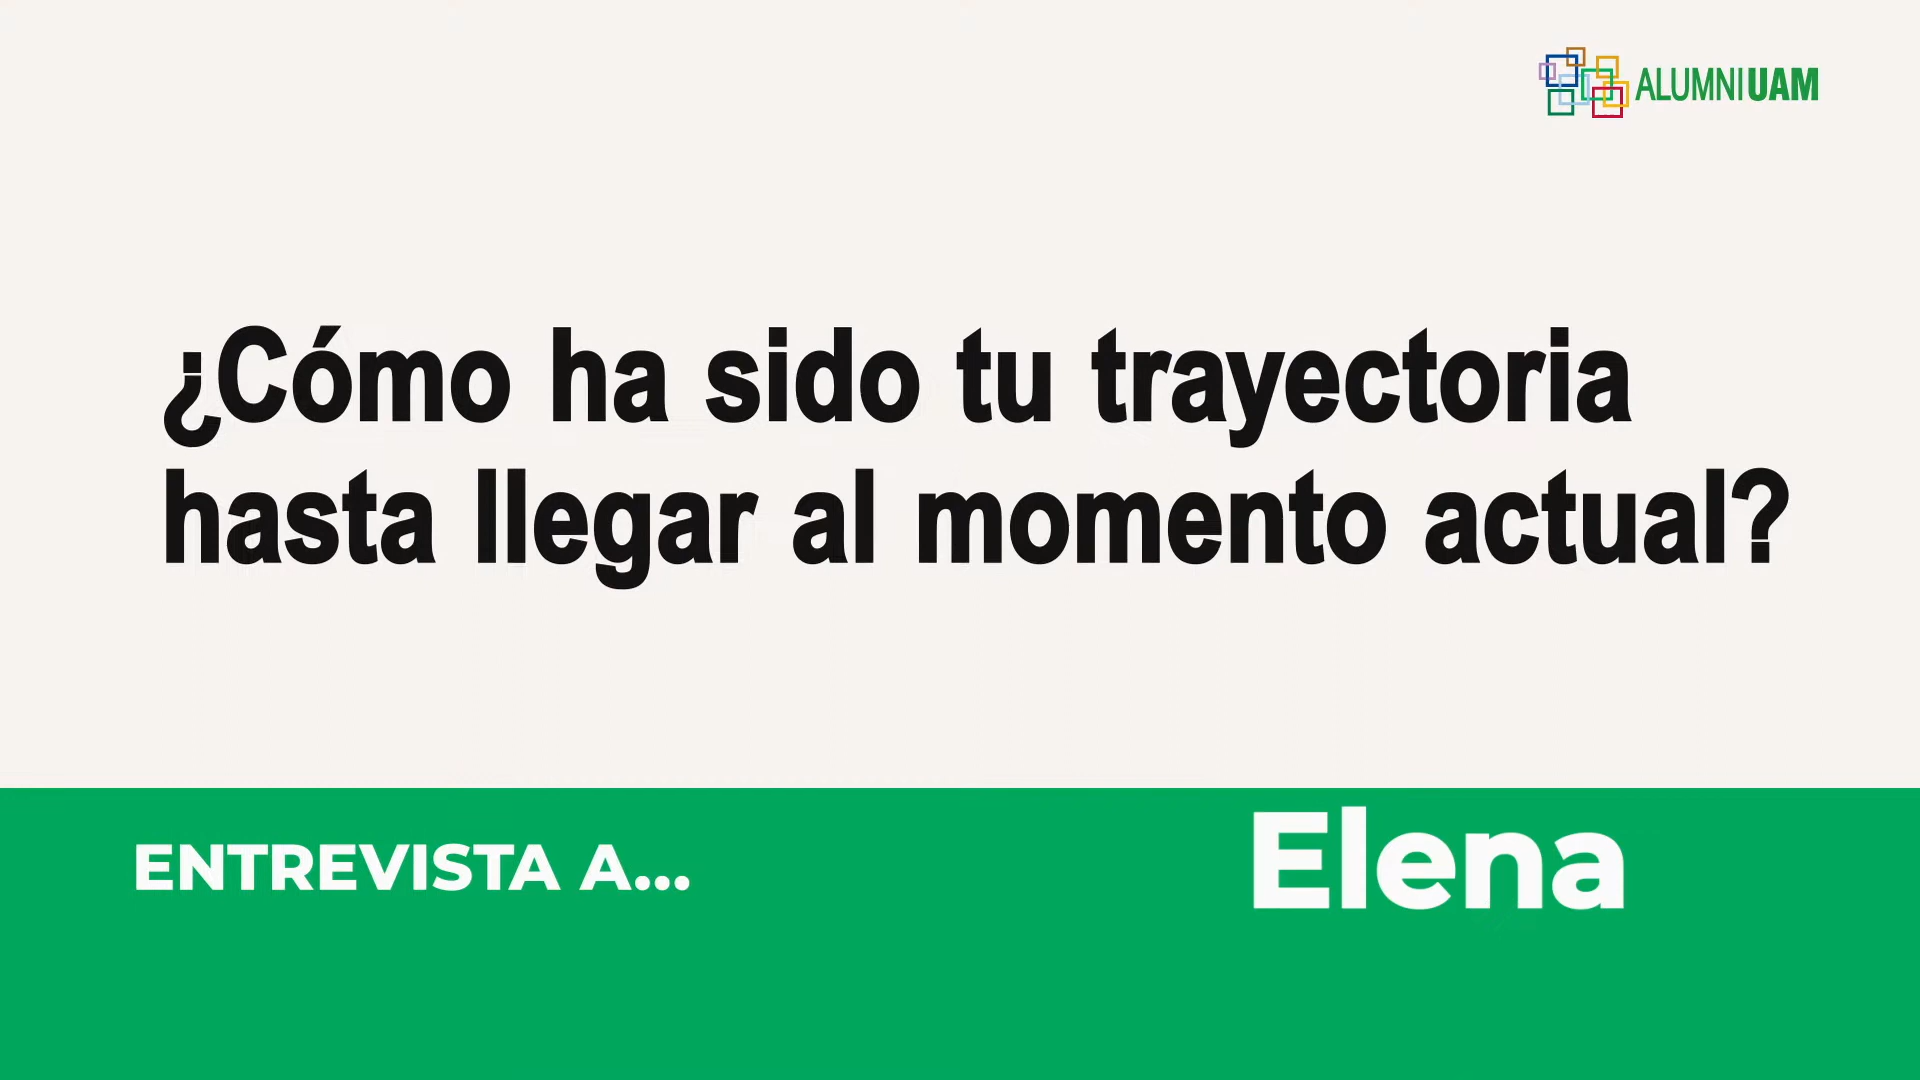 ALUMNIUAM
¿Cómo ha sido tu trayectoria
hasta llegar al momento actual?
ENTREVISTA A...
Elena